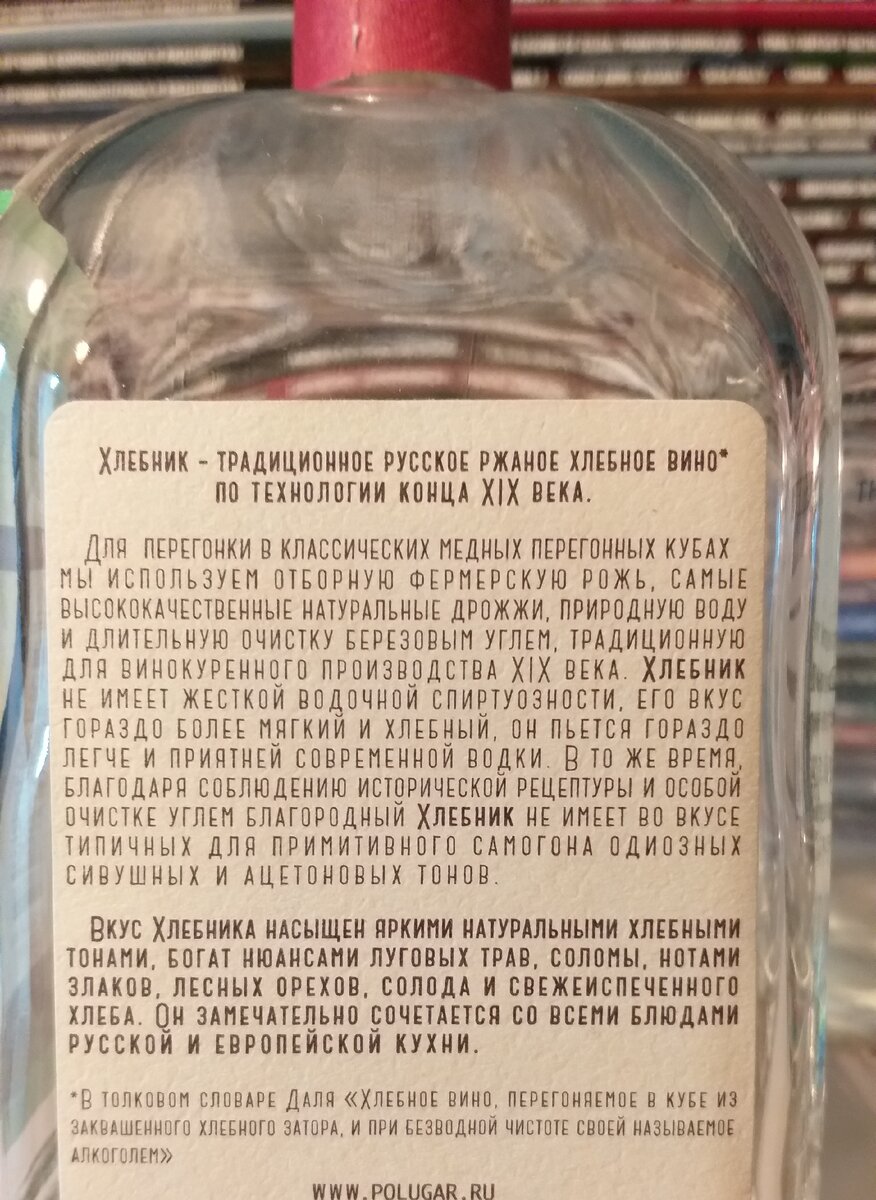 Хлебник - традиционное русское ржаное хлебное вино*
по технологии конца XIX века.
Для перегонки в классических медных перегонных кубах
мы используем отборную фермерскую рожь, самые
высококачественные натуральные дрожжи, природную воду
и длительную очистку березовым углем, традиционную
для винокуренного производства XIX века. Хлебник
не имеет жесткой водочной спиртуозности, его вкус
гораздо более мягкий и хлебный, он пьется гораздо
легче и приятней современной водки. В то же время,
благодаря соблюдению исторической рецептуры и особой
очистке углем благородный Хлебник не имеет во вкусе
типичных для примитивного самогона одиозных
сивушных и ацетоновых тонов.
Вкус Хлебника насыщен яркими натуральными хлебными
тонами, богат нюансами луговых трав, соломы, нотами
злаков, лесных орехов, солода и свежеиспеченного
хлеба. Он замечательно сочетается со всеми блюдами
русской и европейской кухни.
*В толковом словаре Даля «Хлебное вино, перегоняемое в кубе из
заквашенного хлебного затора, и при безводной чистоте своей называемое
алкоголем»
www.polugar.ru